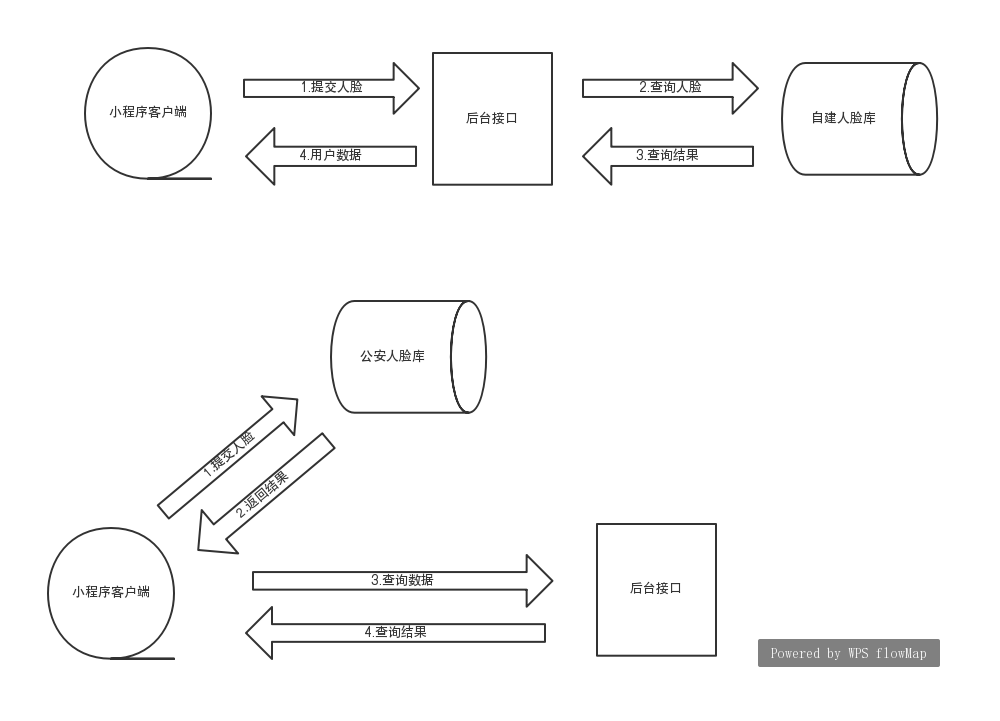 小程序客户端
1.提交人脸
4.用户数据
后台接口
2.查询人脸
3.查询结果
自建人脸库
公安人脸库
1.提交人脸
2.返回结果
小程序客户端
3.查询数据
4.查询结果
后台接口
Powered by WPS flowMap